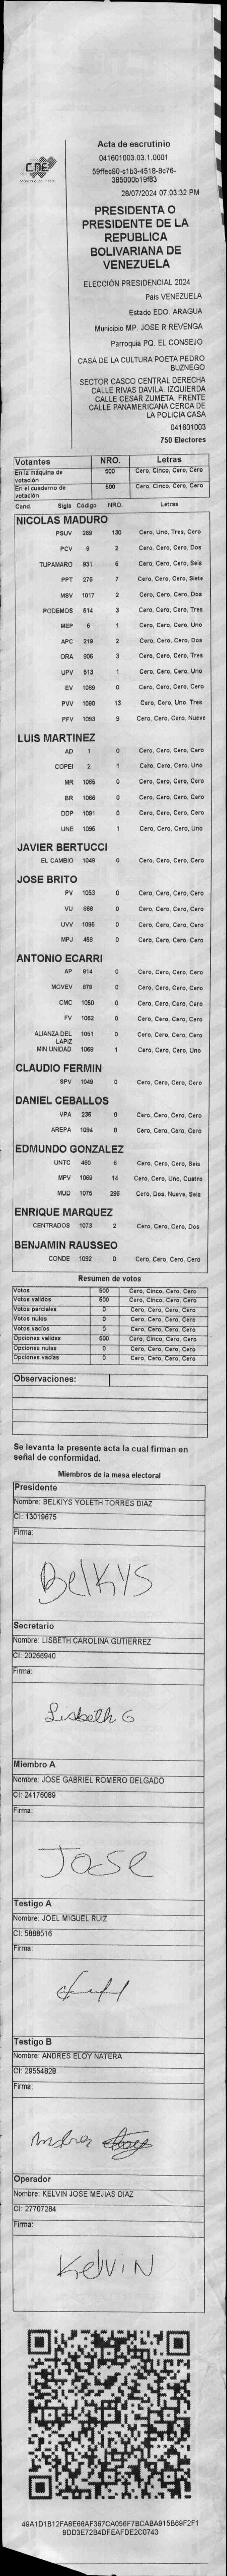 CNE
Acta de escrutinio
041601003.03.1.0001
59ffec90-c1b3-4518-8c76-
385000b19f83
28/07/2024 07:03:32 PM
PRESIDENTA O
PRESIDENTE DE LA
REPUBLICA
BOLIVARIANA DE
VENEZUELA
ELECCIÓN PRESIDENCIAL 2024
País VENEZUELA
Estado EDO. ARAGUA
Municipio MP. JOSE R REVENGA
Parroquia PQ. EL CONSEJO
CASA DE LA CULTURA POETA PEDRO
BUZNEGO
SECTOR CASCO CENTRAL DERECHA
CALLE RIVAS DAVILA. IZQUIERDA
CALLE CESAR ZUMETA. FRENTE
CALLE PANAMERICANA CERCA DE
LA POLICIA CASA
041601003
750 Electores
Votantes NRO. Letras
En la máquina de votación 500 Cero, Cinco, Cero, Cero
En el cuaderno de votación 500 Cero, Cinco, Cero, Cero
Cand. Sigla Código NRO. Letras
NICOLAS MADURO
PSUV 269 130 Cero, Uno, Tres, Cero
PCV 9 2 Cero, Cero, Cero, Dos
TUPAMARO 931 6 Cero, Cero, Cero, Seis
PPT 276 7 Cero, Cero, Cero, Siete
MSV 1017 2 Cero, Cero, Cero, Dos
PODEMOS 514 3 Cero, Cero, Cero, Tres
MEP 6 1 Cero, Cero, Cero, Uno
APC 219 2 Cero, Cero, Cero, Dos
ORA 906 3 Cero, Cero, Cero, Tres
UPV 513 1 Cero, Cero, Cero, Uno
EV 1089 0 Cero, Cero, Cero, Cero
PVV 1090 13 Cero, Cero, Uno, Tres
PFV 1093 9 Cero, Cero, Cero, Nueve
LUIS MARTINEZ
AD 1 0 Cero, Cero, Cero, Cero
COPEI 2 1 Cero, Cero, Cero, Uno
MR 1065 0 Cero, Cero, Cero, Cero
BR 1068 0 Cero, Cero, Cero, Cero
DDP 1091 0 Cero, Cero, Cero, Cero
UNE 1095 1 Cero, Cero, Cero, Uno
JAVIER BERTUCCI
EL CAMBIO 1048 0 Cero, Cero, Cero, Cero
JOSE BRITO
PV 1053 0 Cero, Cero, Cero, Cero
VU 868 0 Cero, Cero, Cero, Cero
UVV 1096 0 Cero, Cero, Cero, Cero
MPJ 458 0 Cero, Cero, Cero, Cero
ANTONIO ECARRI
AP 814 0 Cero, Cero, Cero, Cero
MOVEV 879 0 Cero, Cero, Cero, Cero
CMC 1050 0 Cero, Cero, Cero, Cero
FV 1062 0 Cero, Cero, Cero, Cero
ALIANZA DEL LAPIZ 1051 0 Cero, Cero, Cero, Cero
MIN UNIDAD 1069 1 Cero, Cero, Cero, Uno
CLAUDIO FERMIN
SPV 1049 0 Cero, Cero, Cero, Cero
DANIEL CEBALLOS
VPA 236 0 Cero, Cero, Cero, Cero
AREPA 1094 0 Cero, Cero, Cero, Cero
EDMUNDO GONZALEZ
UNTC 460 6 Cero, Cero, Cero, Seis
MPV 1069 14 Cero, Cero, Uno, Cuatro
MUD 1075 296 Cero, Dos, Nueve, Seis
ENRIQUE MARQUEZ
CENTRADOS 1073 2 Cero, Cero, Cero, Dos
BENJAMIN RAUSSEO
CONDE 1092 0 Cero, Cero, Cero, Cero
Resumen de votos
Votos 500 Cero, Cinco, Cero, Cero
Votos validos 500 Cero, Cinco, Cero, Cero
Votos parciales 0 Cero, Cero, Cero, Cero
Votos nulos 0 Cero, Cero, Cero, Cero
Votos vacíos 0 Cero, Cero, Cero, Cero
Opciones validas 500 Cero, Cinco, Cero, Cero
Opciones nulas 0 Cero, Cero, Cero, Cero
Opciones vacias 0 Cero, Cero, Cero, Cero
Observaciones:
Se levanta la presente acta la cual firman en
señal de conformidad.
Miembros de la mesa electoral
Presidente
Nombre: BELKIYS YOLETH TORRES DIAZ
CI: 13019675
Firma:
BelKYS
Secretario
Nombre: LISBETH CAROLINA GUTIERREZ
CI: 20266940
Firma:
Lisbeth G
Miembro A
Nombre: JOSE GABRIEL ROMERO DELGADO
CI: 24176089
Firma:
Jose
Testigo A
Nombre: JOEL MIGUEL RUIZ
CI: 5888516
Firma:
Testigo B
Nombre: ANDRES ELOY NATERA
CI: 29554828
Firma:
Andres Eloy
Operador
Nombre: KELVIN JOSE MEJIAS DIAZ
CI: 27707284
Firma:
KelViN
49A1D1B12FA8E66AF367CA056F7BCABA915B69F2F1
9DD3E72B4DFEAFDE2C0743